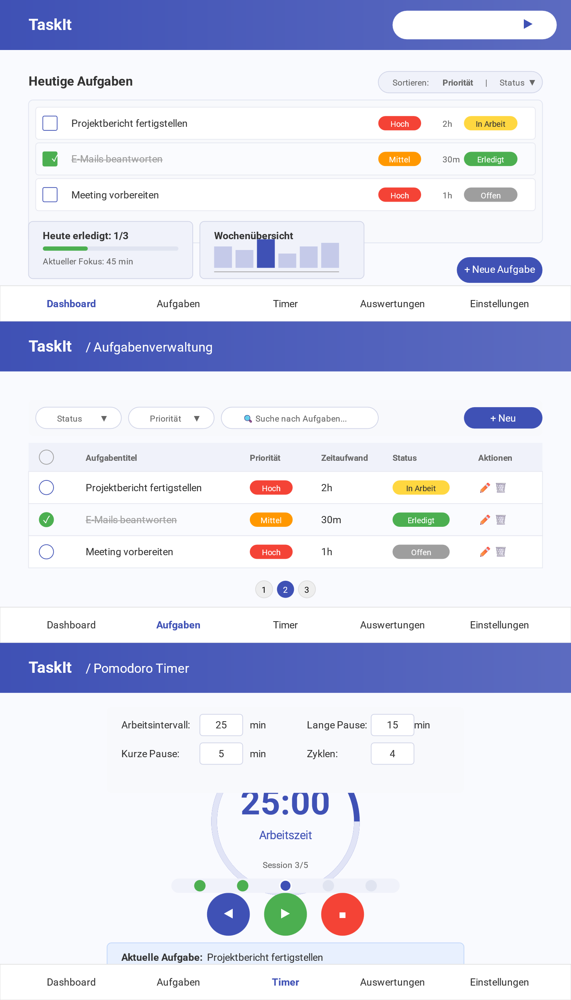 TaskIt
Heutige Aufgaben
Sortieren: Priorität | Status ▼
Projektbericht fertigstellen Hoch 2h In Arbeit
✓ E-Mails beantworten Mittel 30m Erledigt
Meeting vorbereiten Hoch 1h Offen
Heute erledigt: 1/3
Aktueller Fokus: 45 min
Wochenübersicht
+ Neue Aufgabe
Dashboard Aufgaben Timer Auswertungen Einstellungen
TaskIt / Aufgabenverwaltung
Status ▼ Priorität ▼ 🔍 Suche nach Aufgaben... + Neu
Aufgabentitel Priorität Zeitaufwand Status Aktionen
Projektbericht fertigstellen Hoch 2h In Arbeit
✓ E-Mails beantworten Mittel 30m Erledigt
Meeting vorbereiten Hoch 1h Offen
1 2 3
Dashboard Aufgaben Timer Auswertungen Einstellungen
TaskIt / Pomodoro Timer
Arbeitsintervall: 25 min Lange Pause: 15 min
Kurze Pause: 5 min Zyklen: 4
25:00
Arbeitszeit
Session 3/5
Aktuelle Aufgabe: Projektbericht fertigstellen
Dashboard Aufgaben Timer Auswertungen Einstellungen